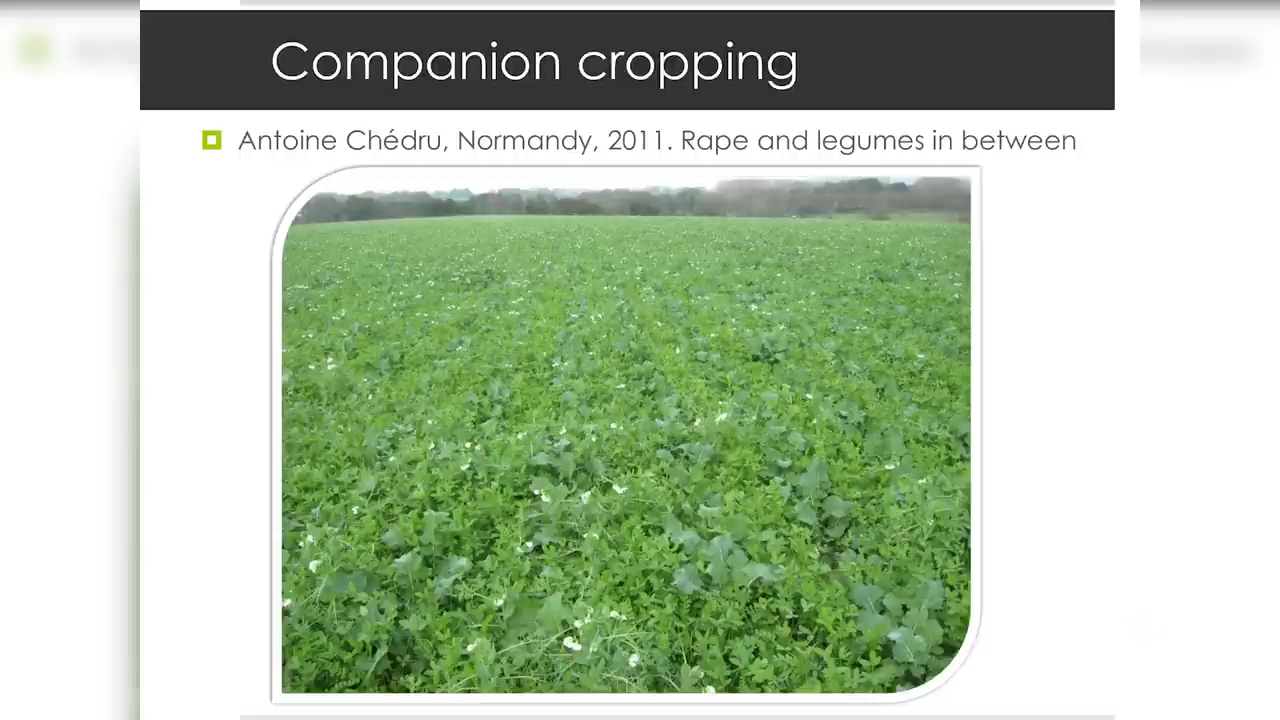 Companion cropping
Antoine Chédru, Normandy, 2011. Rape and legumes in between